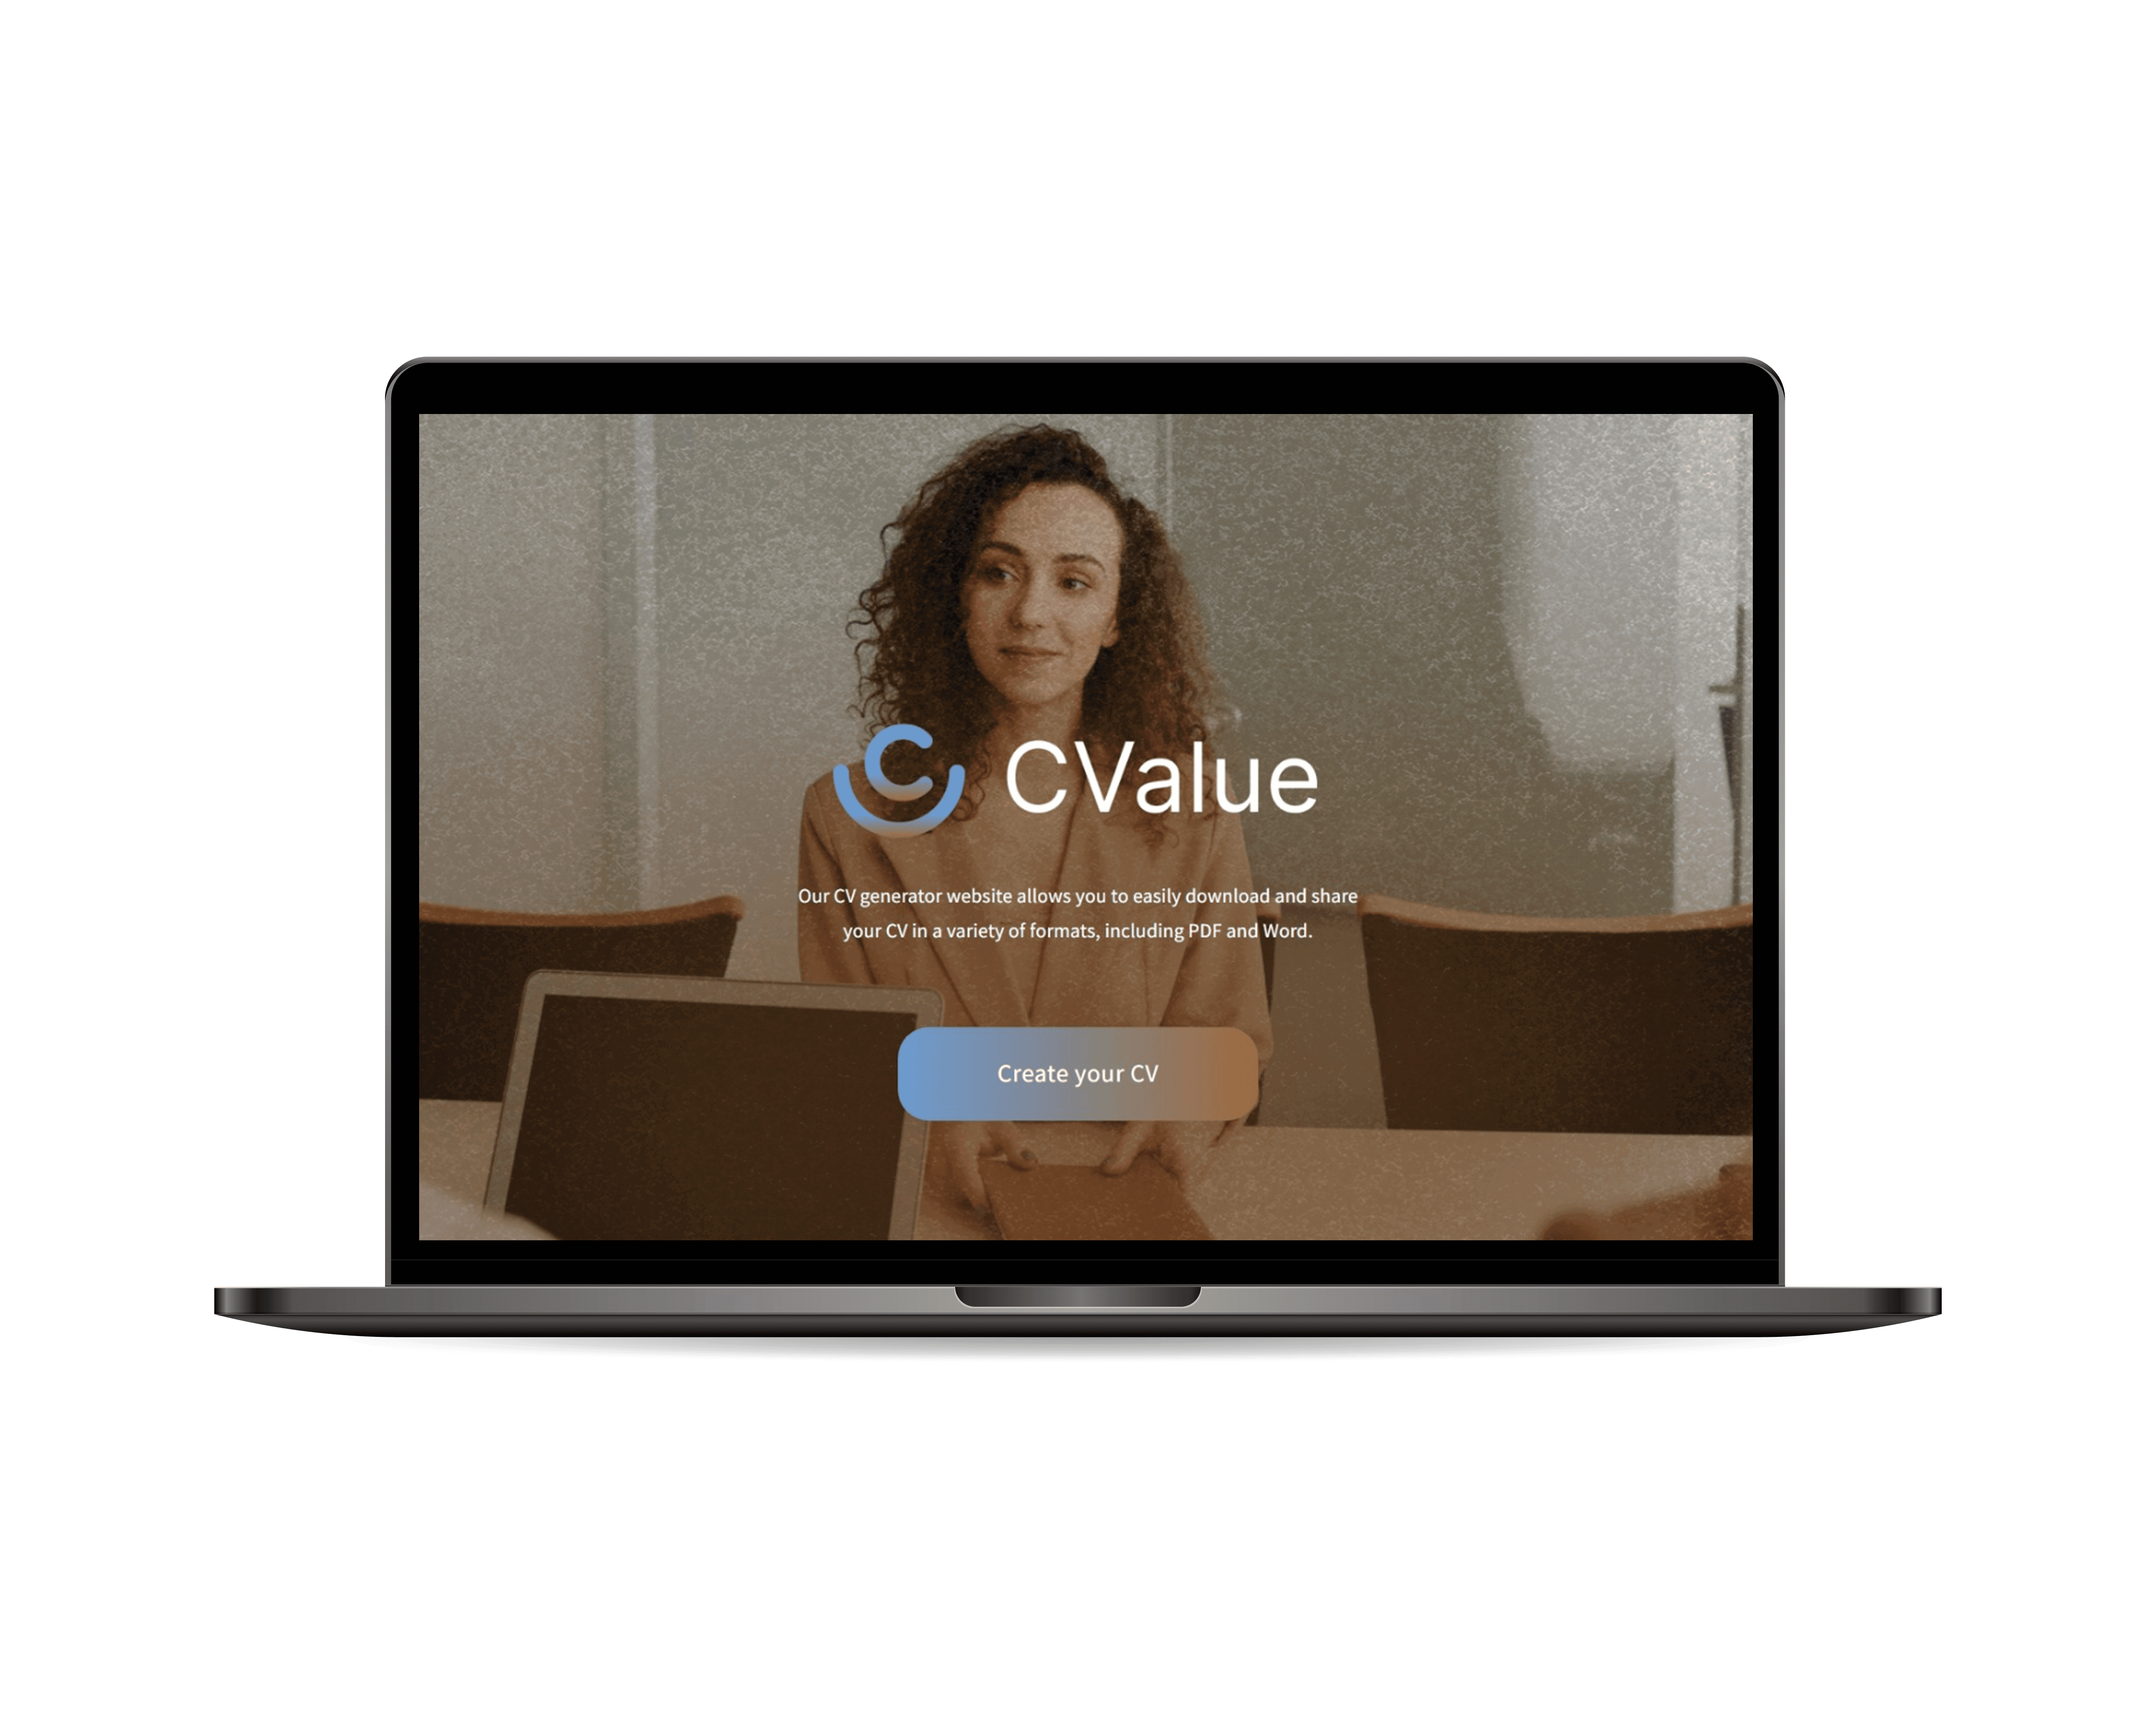 CValue
Our CV generator website allows you to easily download and share
your CV in a variety of formats, including PDF and Word.
Create your CV